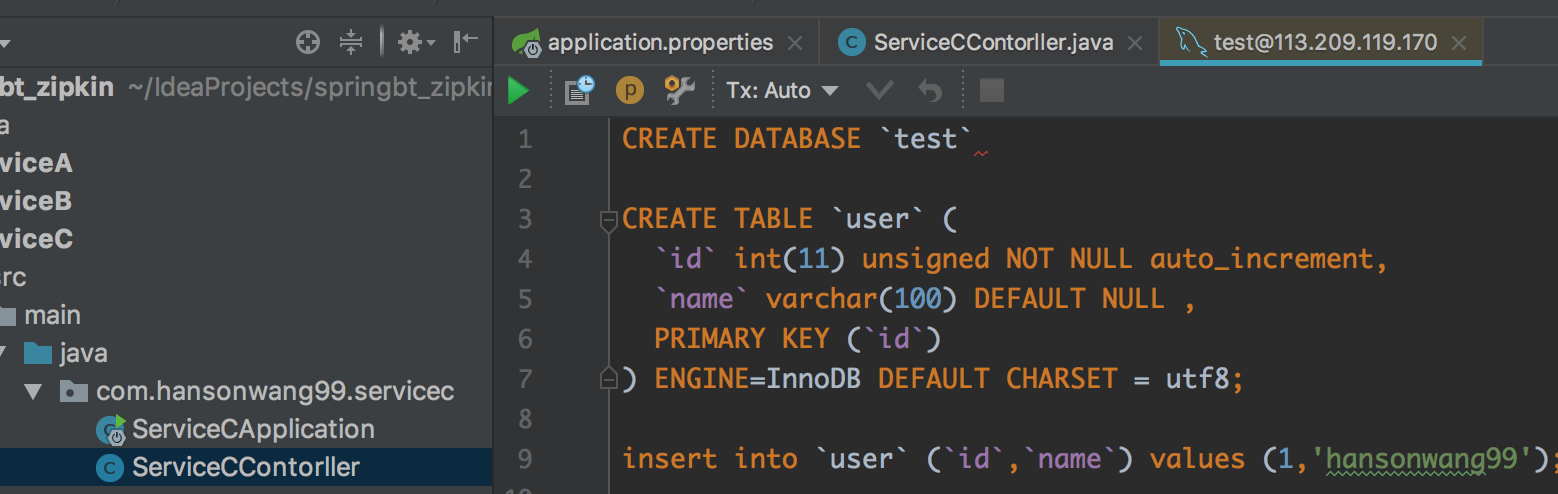 application.properties
ServiceCContorller.java
test@113.209.119.170
bt_zipkin ~/IdeaProjects/springbt_zipkin
a
viceA
viceB
viceC
src
main
java
com.hansonwang99.servicec
ServiceCApplication
ServiceCContorller
Tx: Auto
1 CREATE DATABASE `test`
2
3 CREATE TABLE `user` (
4 `id` int(11) unsigned NOT NULL auto_increment,
5 `name` varchar(100) DEFAULT NULL ,
6 PRIMARY KEY (`id`)
7 ) ENGINE=InnoDB DEFAULT CHARSET = utf8;
8
9 insert into `user` (`id`,`name`) values (1,'hansonwang99');